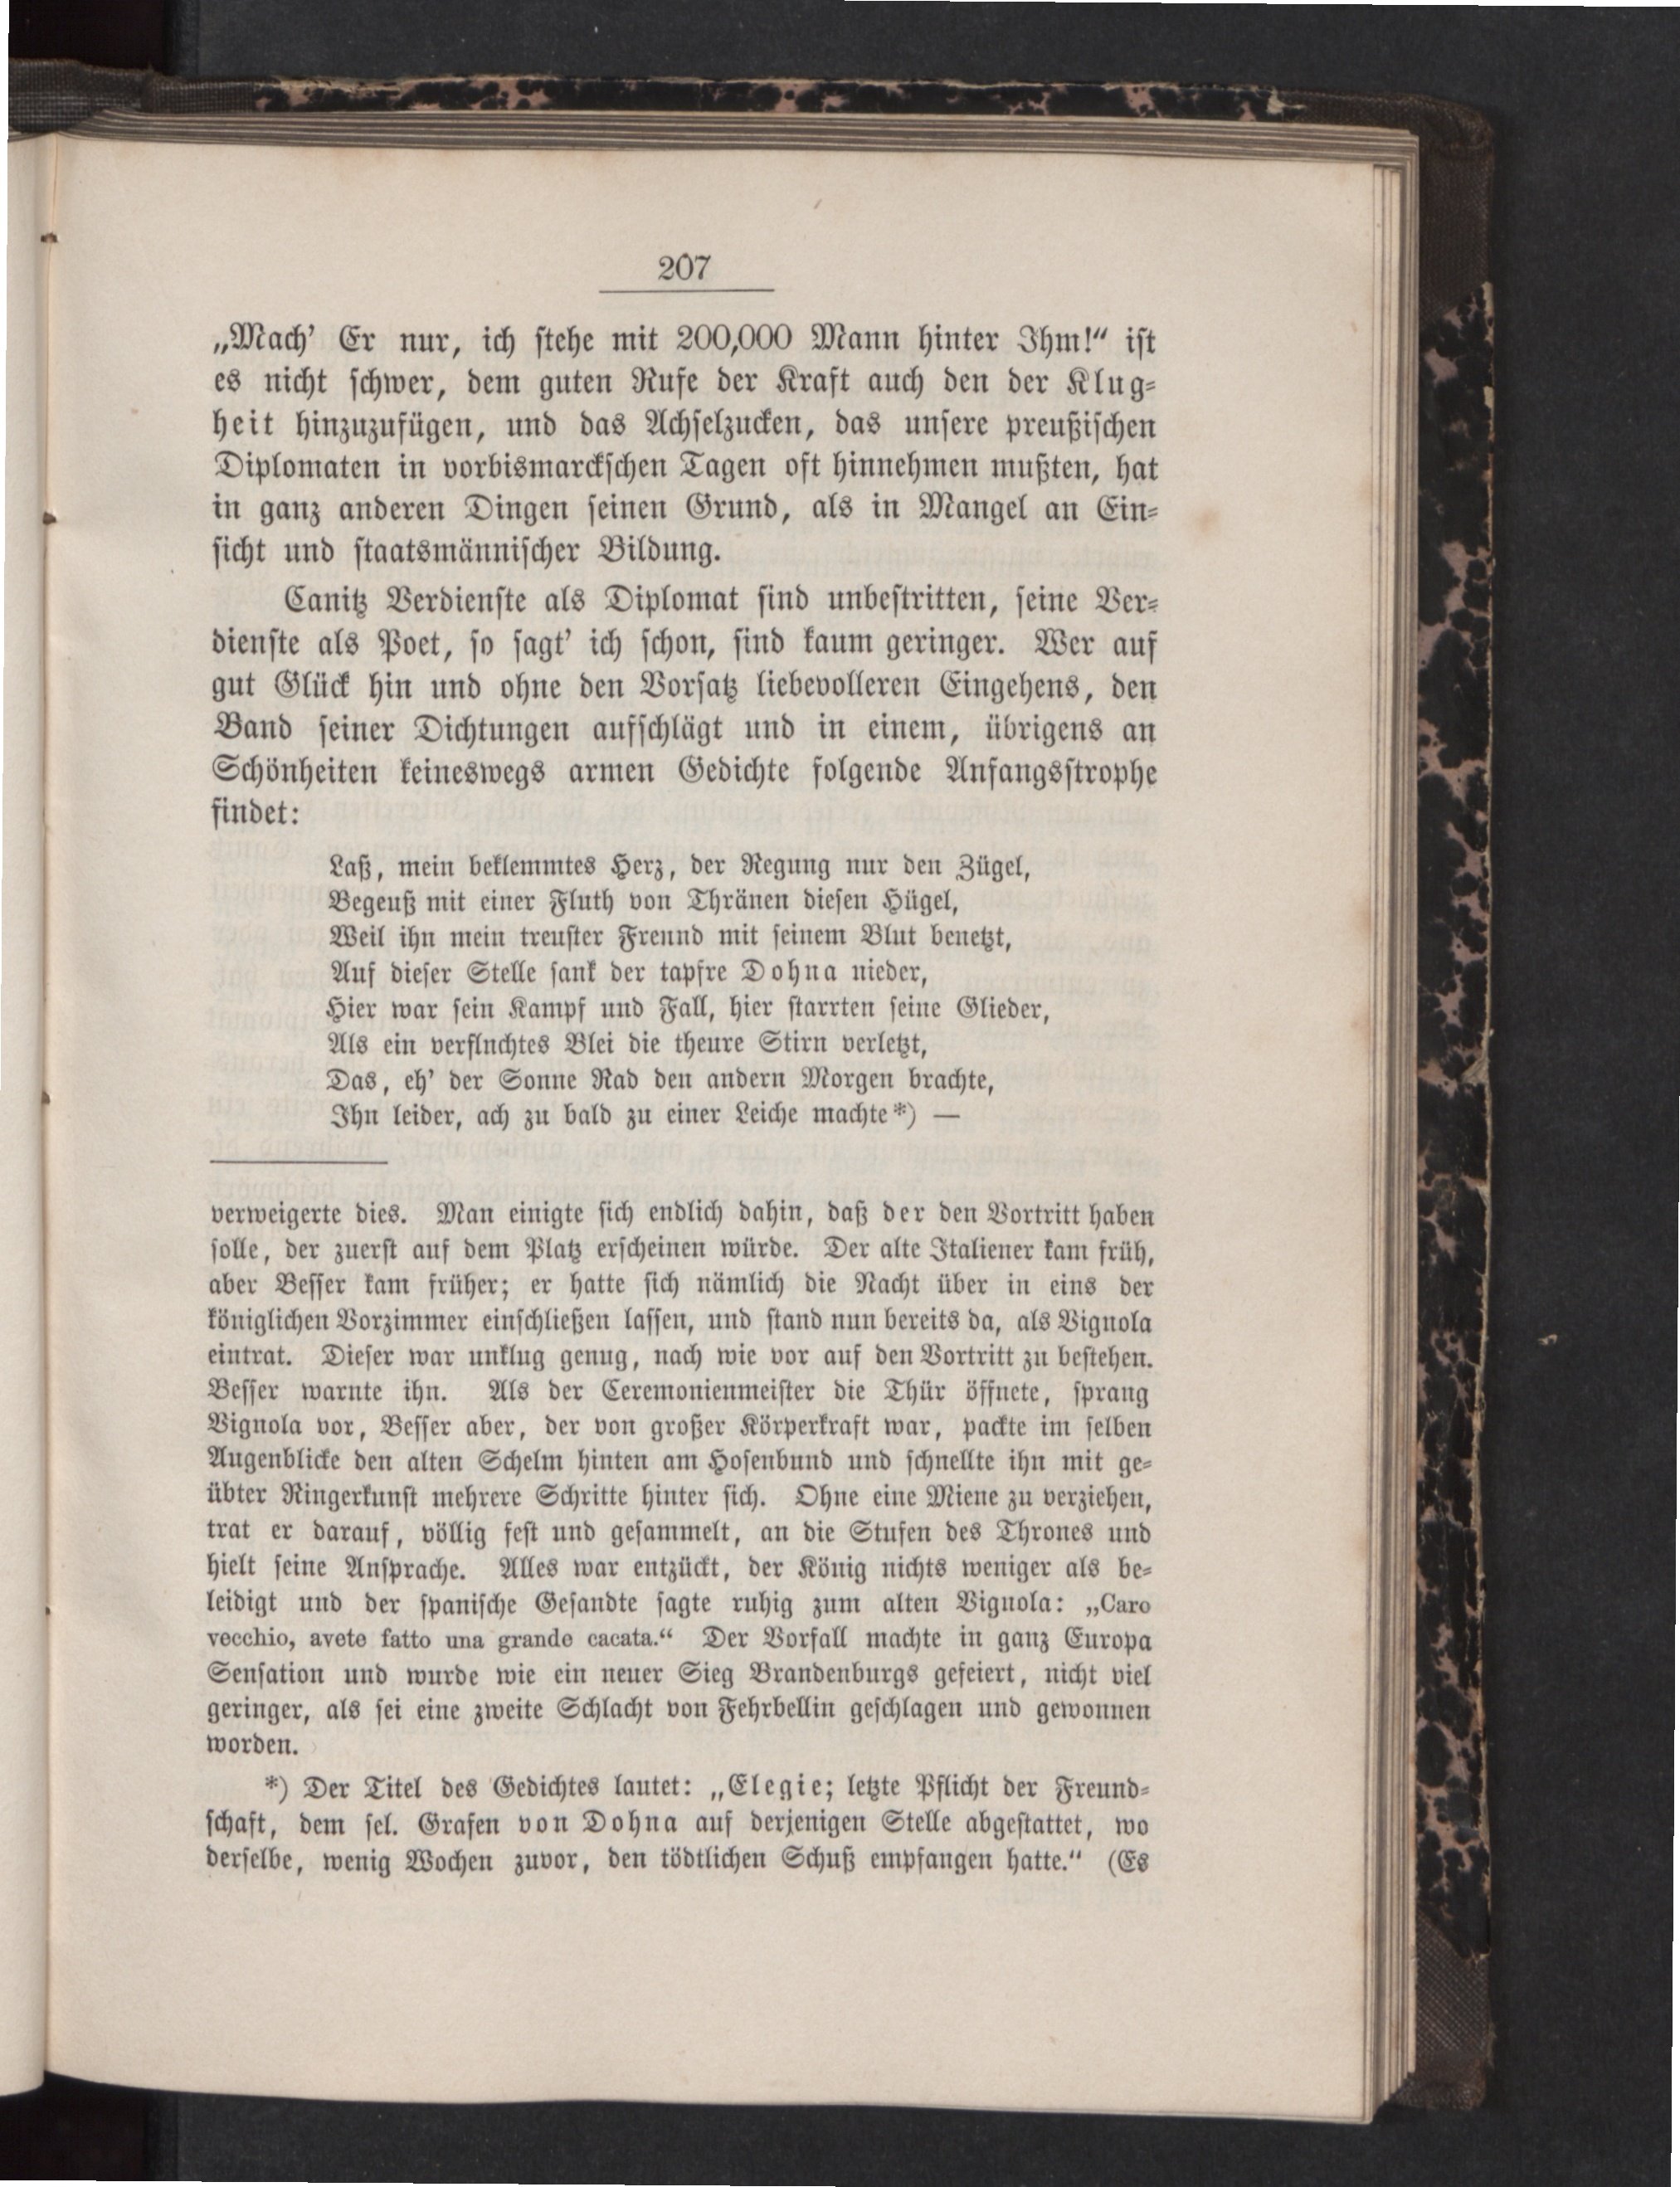 207
„Mach’ Er nur, ich stehe mit 200,000 Mann hinter Ihm!“ ist
es nicht schwer, dem guten Rufe der Kraft auch den der Klug-
heit hinzuzufügen, und das Achselzucken, das unsere preußischen
Diplomaten in vorbismarckschen Tagen oft hinnehmen mußten, hat
in ganz anderen Dingen seinen Grund, als in Mangel an Ein-
sicht und staatsmännischer Bildung.
Canitz Verdienste als Diplomat sind unbestritten, seine Ver-
dienste als Poet, so sagt’ ich schon, sind kaum geringer. Wer auf
gut Glück hin und ohne den Vorsatz liebevolleren Eingehens, den
Band seiner Dichtungen aufschlägt und in einem, übrigens an
Schönheiten keineswegs armen Gedichte folgende Anfangsstrophe
findet:
Laß, mein beklemmtes Herz, der Regung nur den Zügel,
Begeuß mit einer Fluth von Thränen diesen Hügel,
Weil ihn mein treuster Freund mit seinem Blut benetzt,
Auf dieser Stelle sank der tapfre Dohna nieder,
Hier war sein Kampf und Fall, hier starrten seine Glieder,
Als ein verfluchtes Blei die theure Stirn verletzt,
Das, eh’ der Sonne Rad den andern Morgen brachte,
Ihn leider, ach zu bald zu einer Leiche machte*) —
verweigerte dies. Man einigte sich endlich dahin, daß der den Vortritt haben
solle, der zuerst auf dem Platz erscheinen würde. Der alte Italiener kam früh,
aber Besser kam früher; er hatte sich nämlich die Nacht über in eins der
königlichen Vorzimmer einschließen lassen, und stand nun bereits da, als Vignola
eintrat. Dieser war unklug genug, nach wie vor auf den Vortritt zu bestehen.
Besser warnte ihn. Als der Ceremonienmeister die Thür öffnete, sprang
Vignola vor, Besser aber, der von großer Körperkraft war, packte im selben
Augenblicke den alten Schelm hinten am Hosenbund und schnellte ihn mit ge-
übter Ringerkunst mehrere Schritte hinter sich. Ohne eine Miene zu verziehen,
trat er darauf, völlig fest und gesammelt, an die Stufen des Thrones und
hielt seine Ansprache. Alles war entzückt, der König nichts weniger als be-
leidigt und der spanische Gesandte sagte ruhig zum alten Vignola: „Caro
vecchio, avete fatto una grande cacata.“ Der Vorfall machte in ganz Europa
Sensation und wurde wie ein neuer Sieg Brandenburgs gefeiert, nicht viel
geringer, als sei eine zweite Schlacht von Fehrbellin geschlagen und gewonnen
worden.
*) Der Titel des Gedichtes lautet: „Elegie; letzte Pflicht der Freund-
schaft, dem sel. Grafen von Dohna auf derjenigen Stelle abgestattet, wo
derselbe, wenig Wochen zuvor, den tödtlichen Schuß empfangen hatte.“ (Es